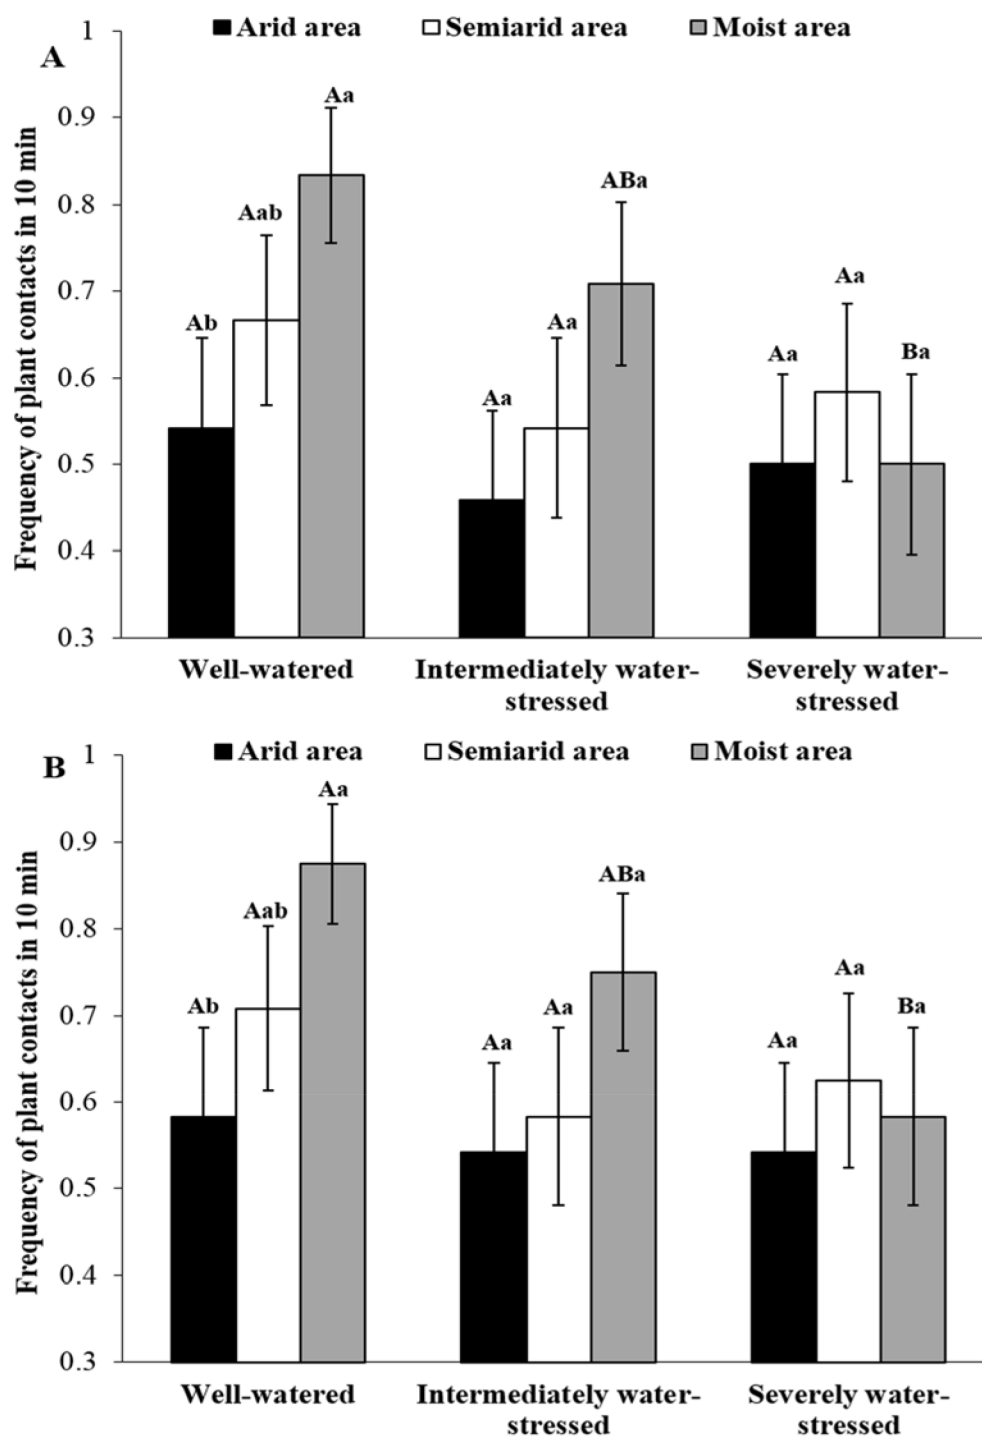 A
Arid area Semiarid area Moist area
Frequency of plant contacts in 10 min
1
0.9
0.8
0.7
0.6
0.5
0.4
0.3
Ab Aab Aa
Aa Aa ABa
Aa Aa Ba
Well-watered Intermediately water-stressed Severely water-stressed
B
Arid area Semiarid area Moist area
Frequency of plant contacts in 10 min
1
0.9
0.8
0.7
0.6
0.5
0.4
0.3
Ab Aab Aa
Aa Aa ABa
Aa Aa Ba
Well-watered Intermediately water-stressed Severely water-stressed